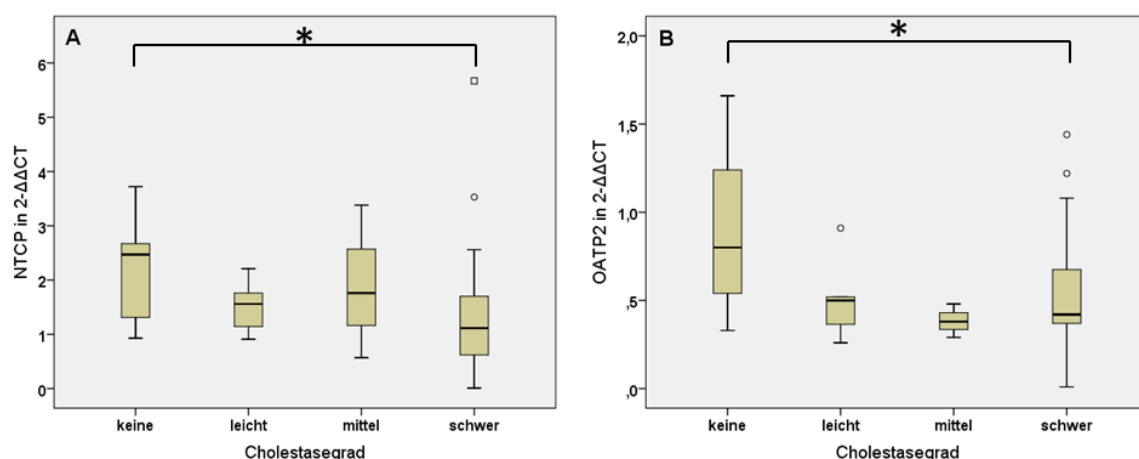 A
*
NTCP in 2-ΔΔCT
6
5
4
3
2
1
0
keine leicht mittel schwer
Cholestasegrad
B
*
OATP2 in 2-ΔΔCT
2,0
1,5
1,0
,5
,0
keine leicht mittel schwer
Cholestasegrad